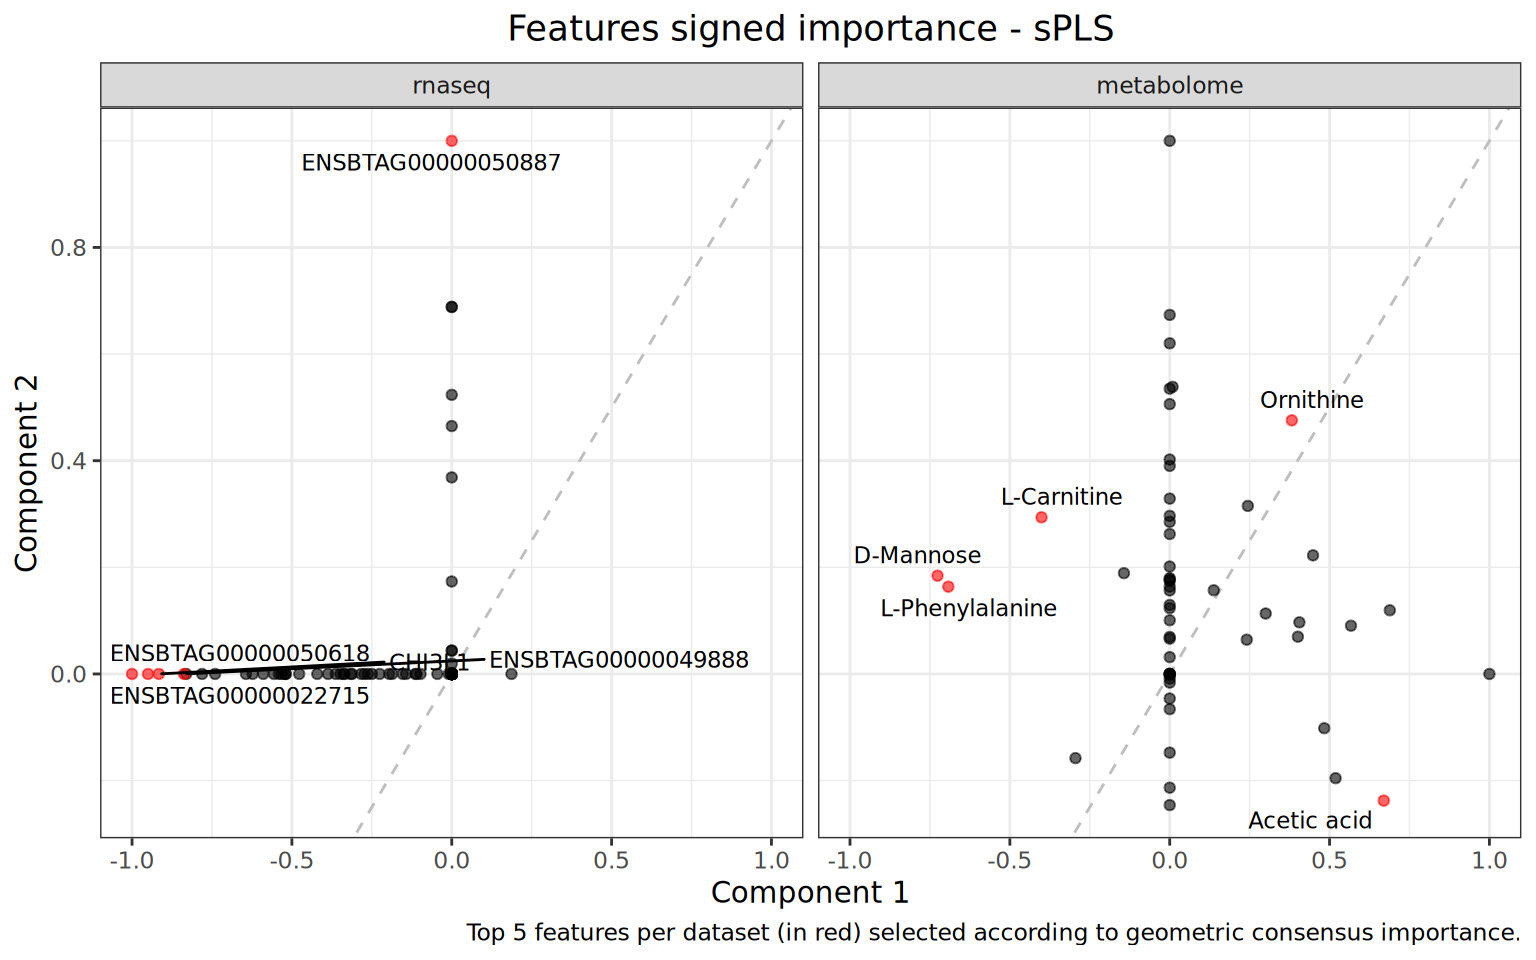 Features signed importance - sPLS
rnaseq
metabolome
Component 2
0.8
0.4
0.0
ENSBTAG00000050887
ENSBTAG00000050618
CHI3L1
ENSBTAG00000049888
ENSBTAG00000022715
Ornithine
L-Carnitine
D-Mannose
L-Phenylalanine
Acetic acid
-1.0 -0.5 0.0 0.5 1.0
-1.0 -0.5 0.0 0.5 1.0
Component 1
Top 5 features per dataset (in red) selected according to geometric consensus importance.